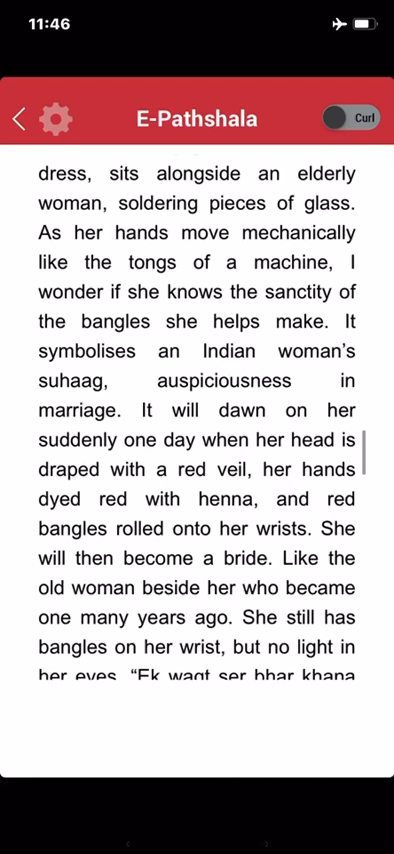 11:46
E-Pathshala
Curl
dress, sits alongside an elderly
woman, soldering pieces of glass.
As her hands move mechanically
like the tongs of a machine, I
wonder if she knows the sanctity of
the bangles she helps make. It
symbolises an Indian woman's
suhaag, auspiciousness in
marriage. It will dawn on her
suddenly one day when her head is
draped with a red veil, her hands
dyed red with henna, and red
bangles rolled onto her wrists. She
will then become a bride. Like the
old woman beside her who became
one many years ago. She still has
bangles on her wrist, but no light in
her eyes. “Ek waqt ser bhar khana